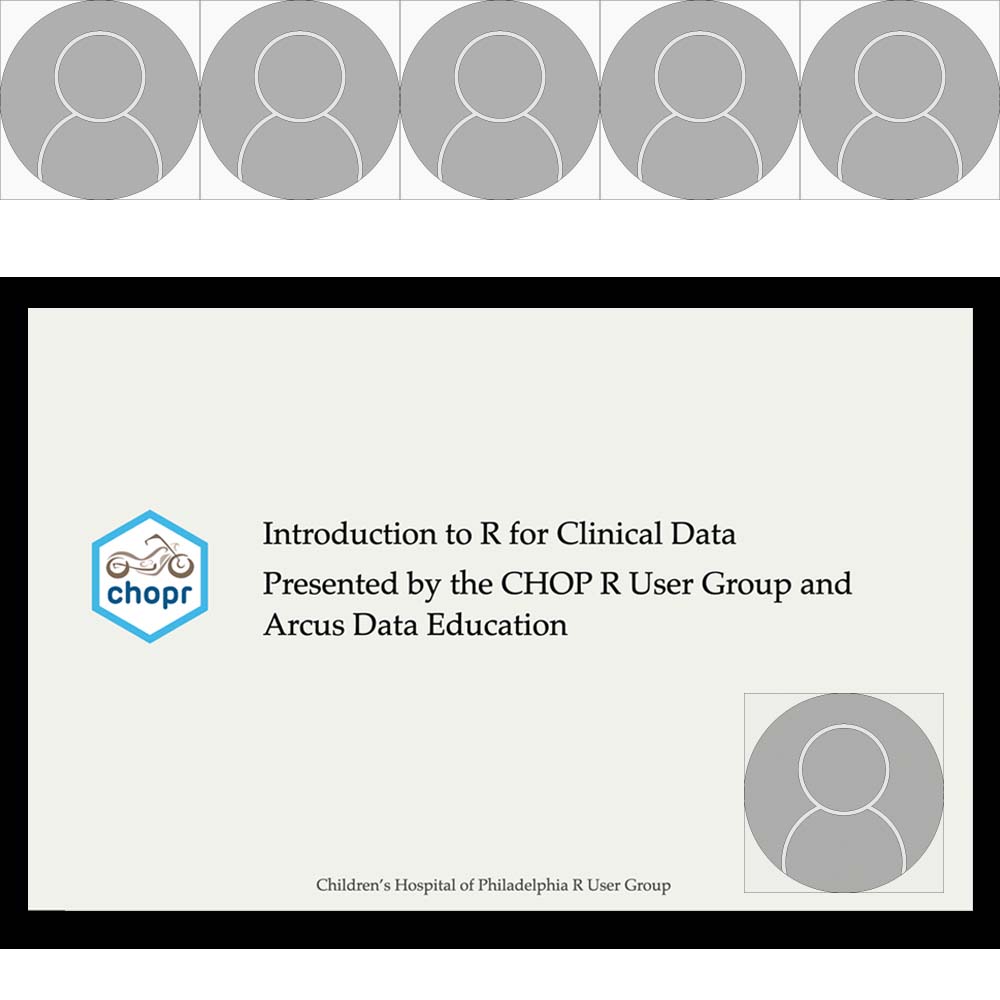 chopr
Introduction to R for Clinical Data
Presented by the CHOP R User Group and
Arcus Data Education
Children’s Hospital of Philadelphia R User Group